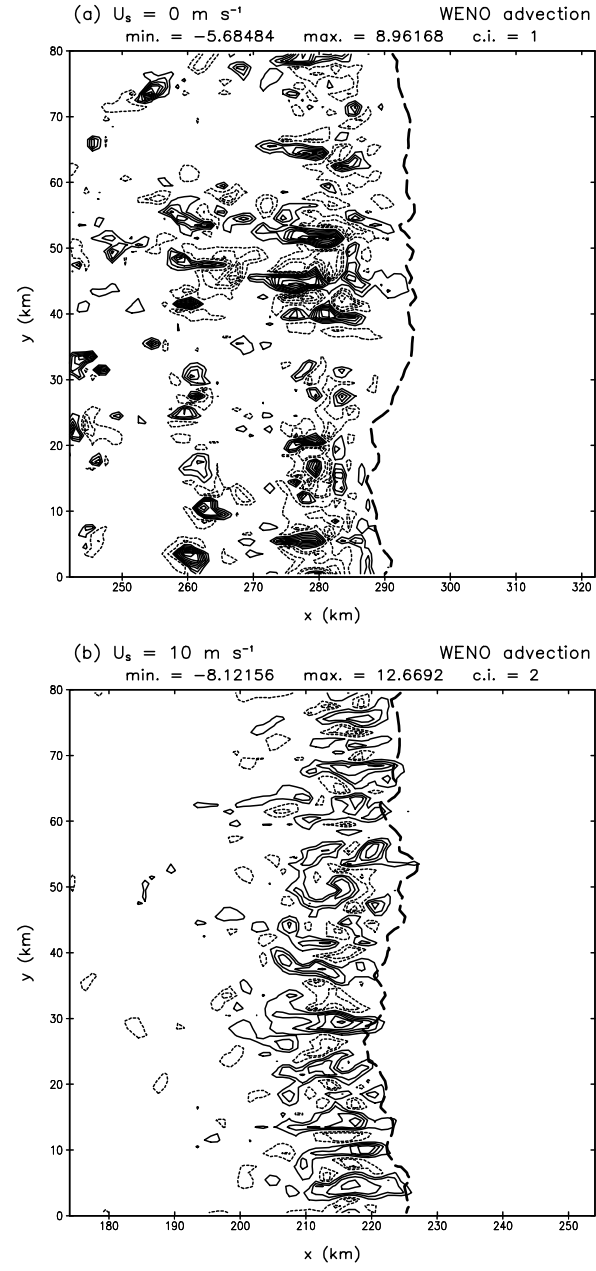 (a) Uₛ = 0 m s⁻¹ WENO advection
min. = −5.68484 max. = 8.96168 c.i. = 1
80
70
60
50
40
30
20
10
0
y (km)
250 260 270 280 290 300 310 320
x (km)
(b) Uₛ = 10 m s⁻¹ WENO advection
min. = −8.12156 max. = 12.6692 c.i. = 2
80
70
60
50
40
30
20
10
0
y (km)
180 190 200 210 220 230 240 250
x (km)